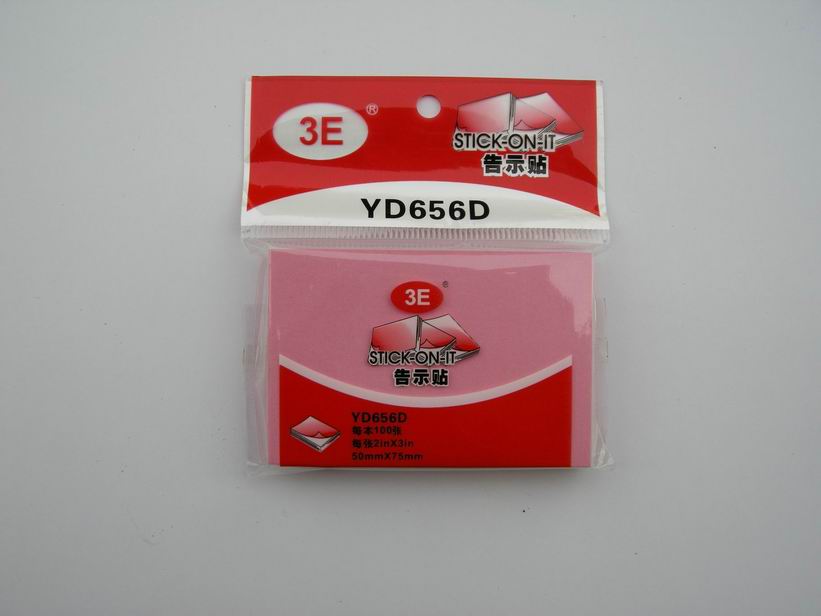 3E ®
STICK-ON-IT
告示贴
YD656D
3E ®
STICK-ON-IT
告示贴
YD656D
每本100张
每张2inX3in
50mmX75mm